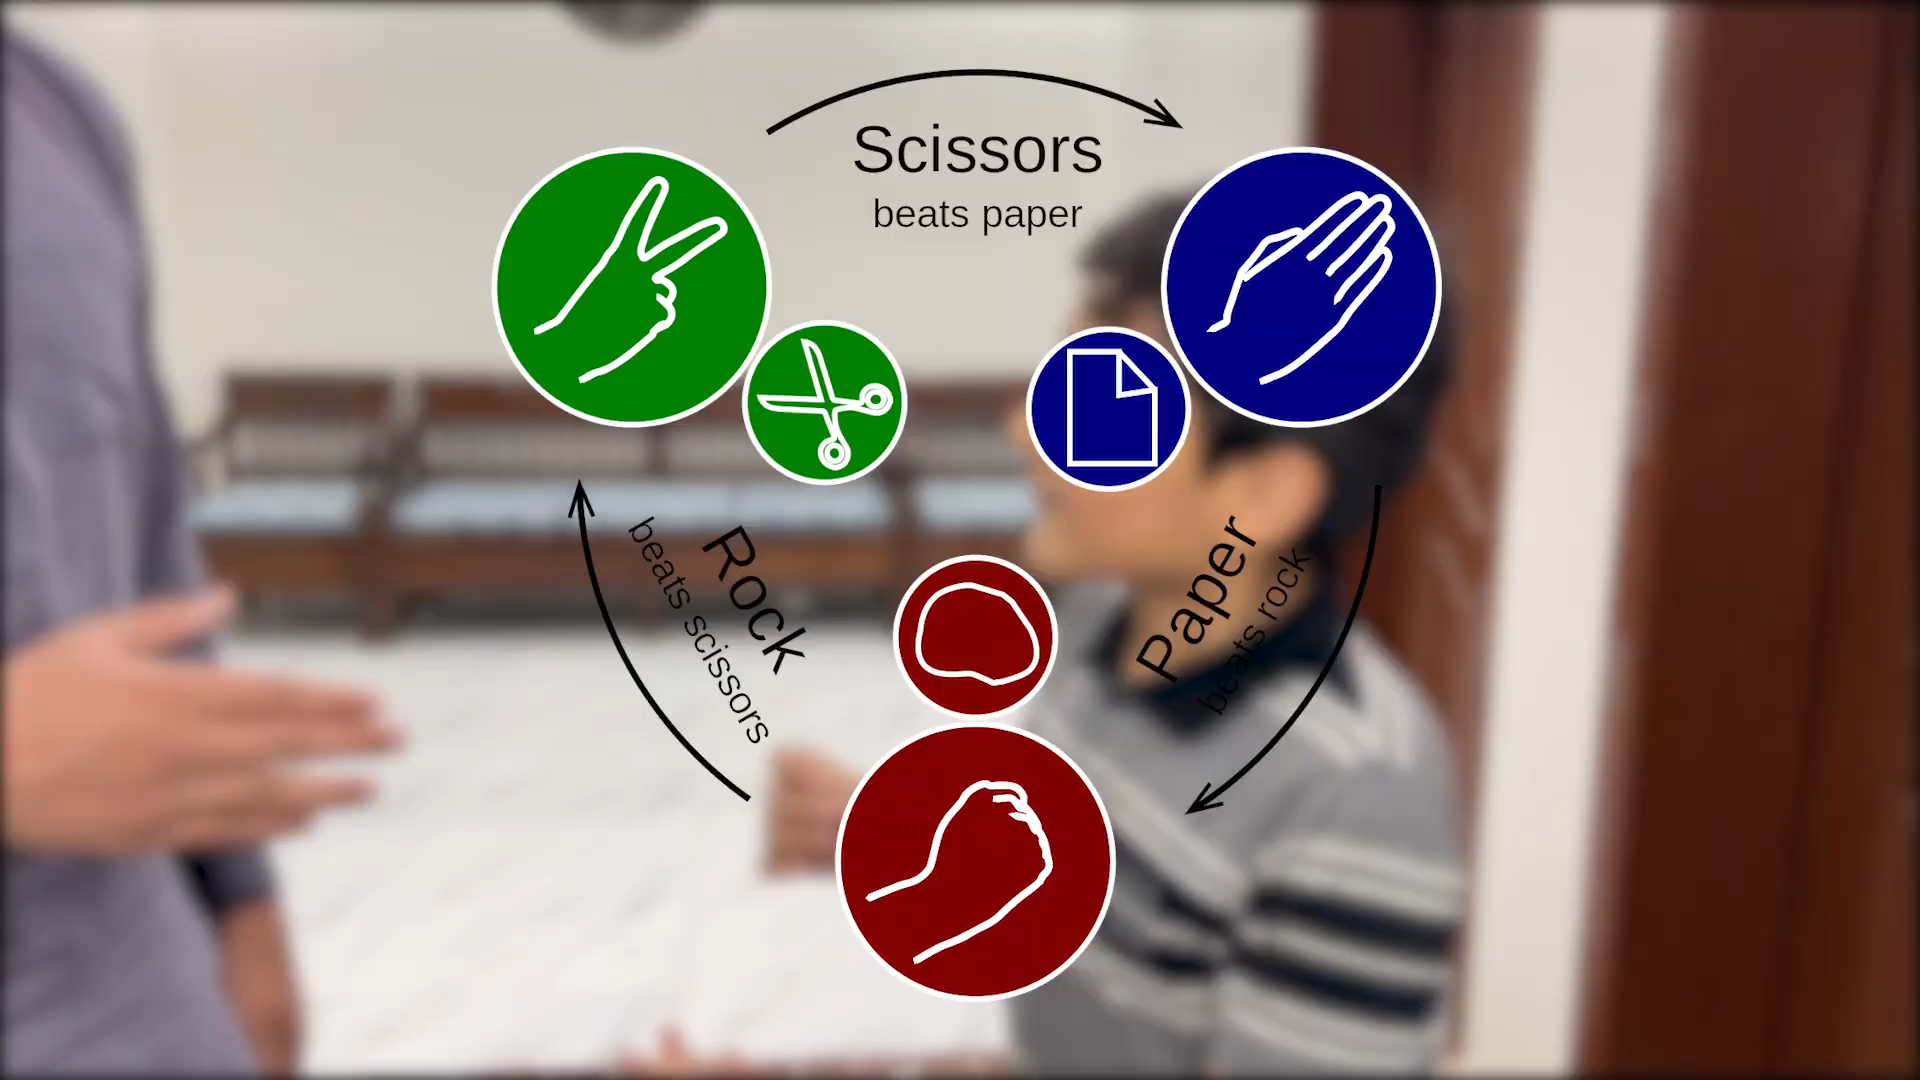 Scissors
beats paper
Rock
beats scissors
Paper
beats rock